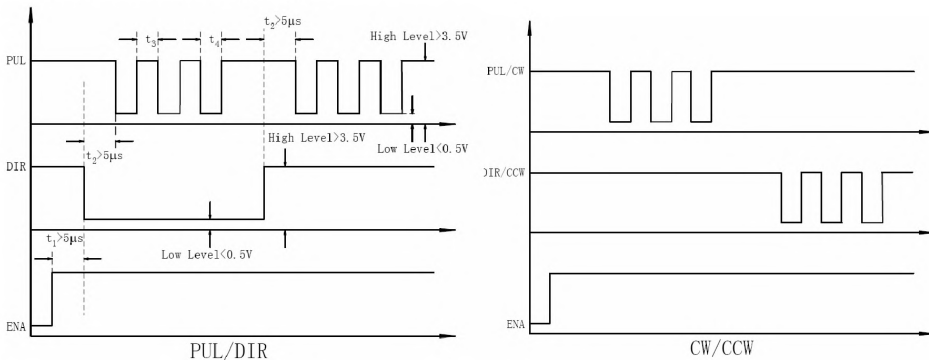 t₂>5μs
t₃
t₄
High Level>3.5V
PUL
Low Level<0.5V
t₂>5μs
High Level>3.5V
DIR
t₁>5μs
Low Level<0.5V
ENA
PUL/DIR
PUL/CW
DIR/CCW
ENA
CW/CCW